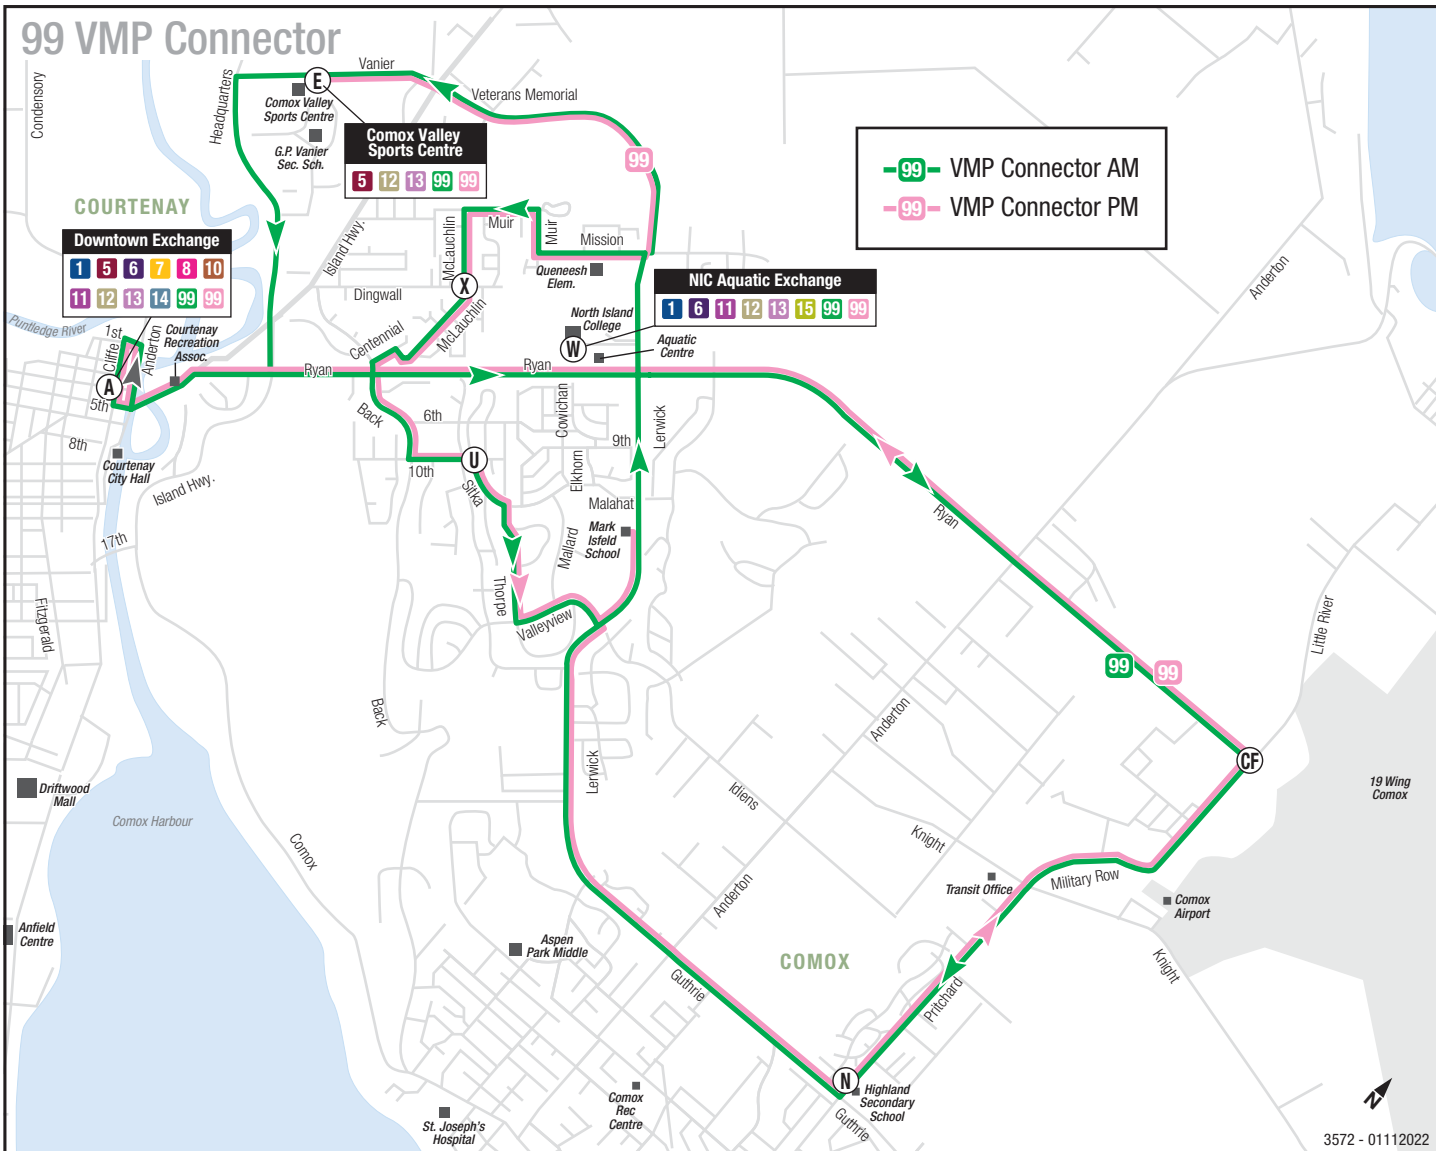 99 VMP Connector
Condensory
Headquarters
E
Vanier
Comox Valley
Sports Centre
Veterans Memorial
G.P. Vanier
Sec. Sch.
Comox Valley
Sports Centre
5 12 13 99 99
99
99 VMP Connector AM
99 VMP Connector PM
COURTENAY
Downtown Exchange
1 5 6 7 8 10
11 12 13 14 99 99
Island Hwy.
McLauchlin
Muir
Muir
Mission
Queneesh
Elem.
Anderton
Dingwall
X
McLauchlin
Centennial
NIC Aquatic Exchange
1 6 11 12 13 15 99 99
North Island
College
W
Aquatic
Centre
Puntledge River
1st
Cliffe
Anderton
Courtenay
Recreation
Assoc.
A
5th
Ryan
Ryan
Back
6th
Cowichan
9th
Lerwick
8th
Courtenay
City Hall
10th
U
Sitka
Elkhorn
Island Hwy.
Malahat
Mark
Isfeld
School
Mallard
Ryan
17th
Thorpe
Valleyview
Fitzgerald
Little River
99 99
Back
Anderton
CF
Lerwick
Driftwood
Mall
Idiens
19 Wing
Comox
Comox Harbour
Comox
Knight
Transit Office
Military Row
Comox
Airport
Anderton
Anfield
Centre
Aspen
Park Middle
COMOX
Knight
Guthrie
Pritchard
N
Highland
Secondary
School
Guthrie
Comox
Rec
Centre
St. Joseph's
Hospital
N
3572 - 01112022